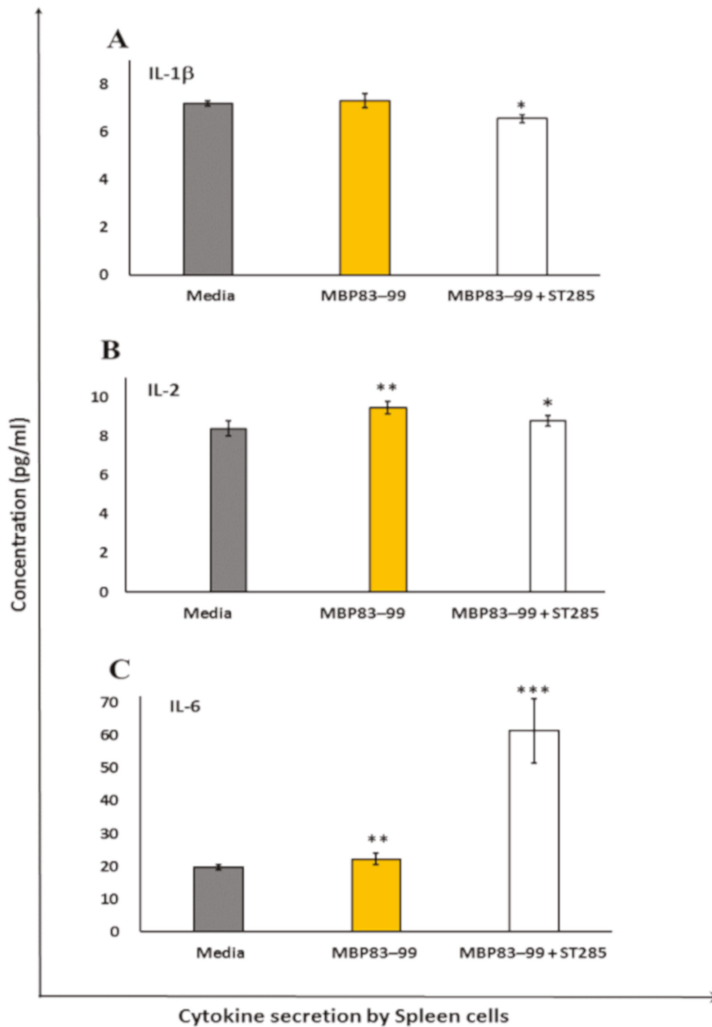 A
IL-1β
8
6
4
2
0
*
Media
MBP83–99
MBP83–99 + ST285
B
IL-2
10
8
6
4
2
0
**
*
Media
MBP83–99
MBP83–99 + ST285
C
IL-6
70
60
50
40
30
20
10
0
**
***
Media
MBP83–99
MBP83–99 + ST285
Concentration (pg/ml)
Cytokine secretion by Spleen cells